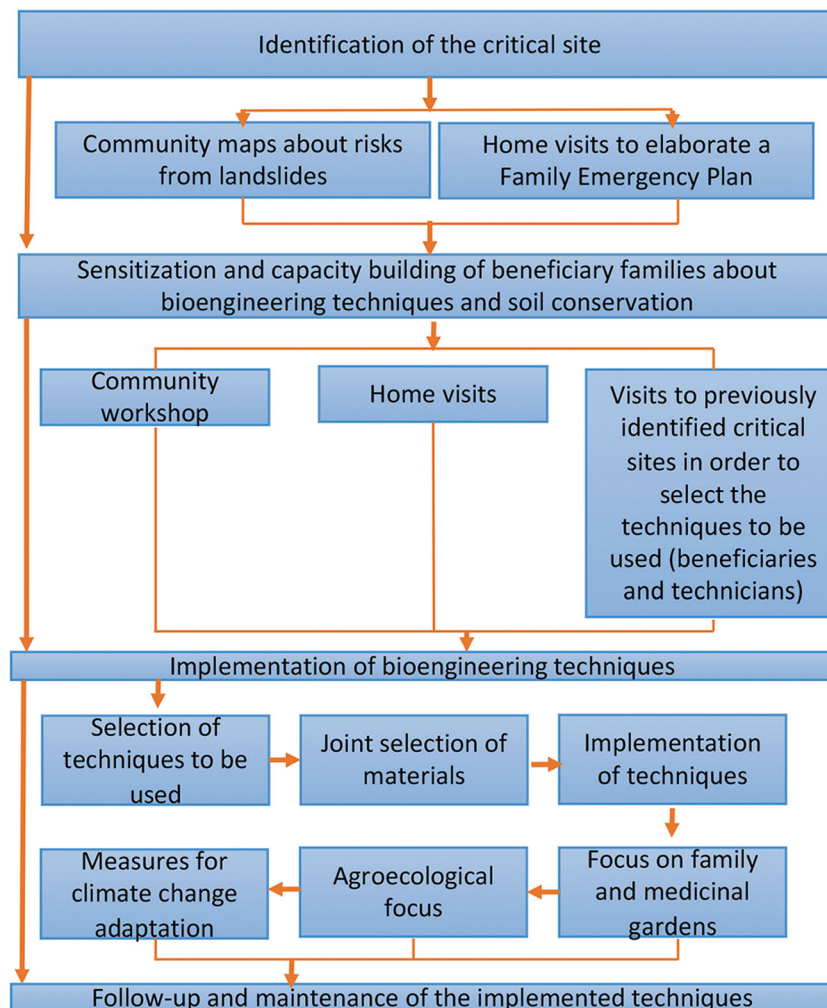 Identification of the critical site
Community maps about risks
from landslides
Home visits to elaborate a
Family Emergency Plan
Sensitization and capacity building of beneficiary families about
bioengineering techniques and soil conservation
Community
workshop
Home visits
Visits to previously
identified critical
sites in order to
select the
techniques to be
used (beneficiaries
and technicians)
Implementation of bioengineering techniques
Selection of
techniques to be
used
Joint selection of
materials
Implementation
of techniques
Measures for
climate change
adaptation
Agroecological
focus
Focus on family
and medicinal
gardens
Follow-up and maintenance of the implemented techniques